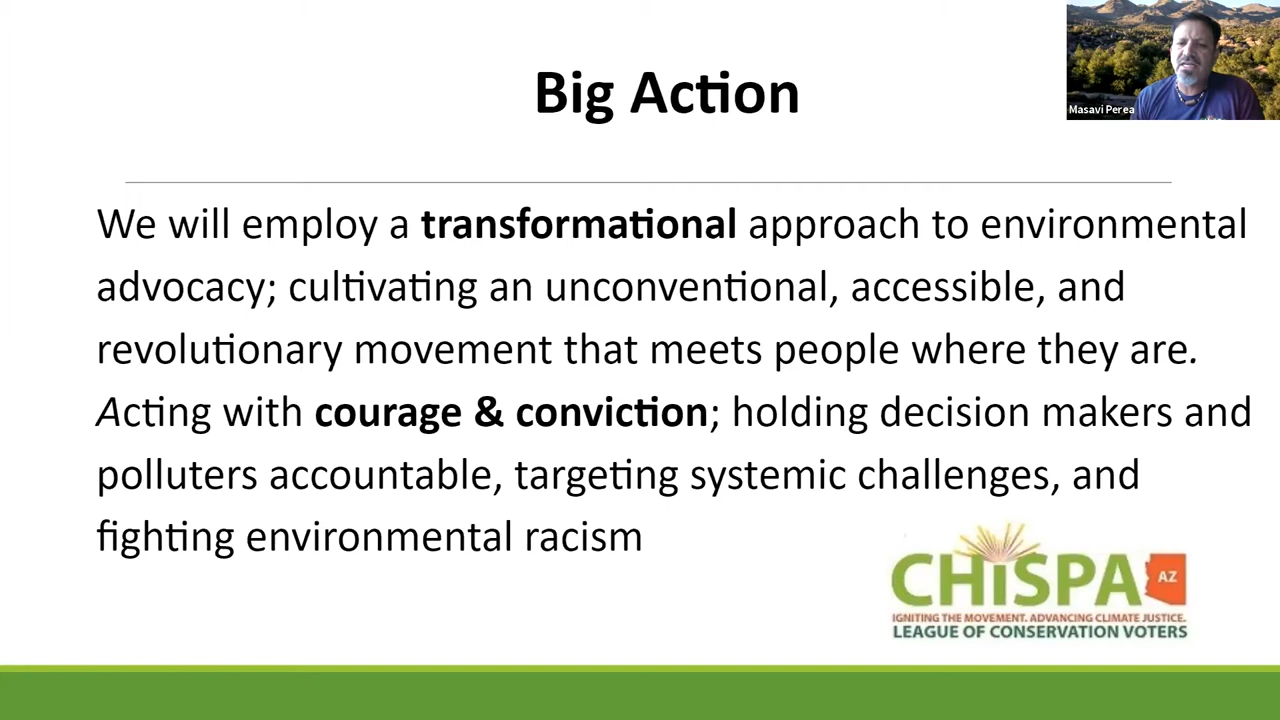 Big Action
Masavi Perea
We will employ a transformational approach to environmental
advocacy; cultivating an unconventional, accessible, and
revolutionary movement that meets people where they are.
Acting with courage & conviction; holding decision makers and
polluters accountable, targeting systemic challenges, and
fighting environmental racism
CHiSPA AZ
IGNITING THE MOVEMENT. ADVANCING CLIMATE JUSTICE.
LEAGUE OF CONSERVATION VOTERS